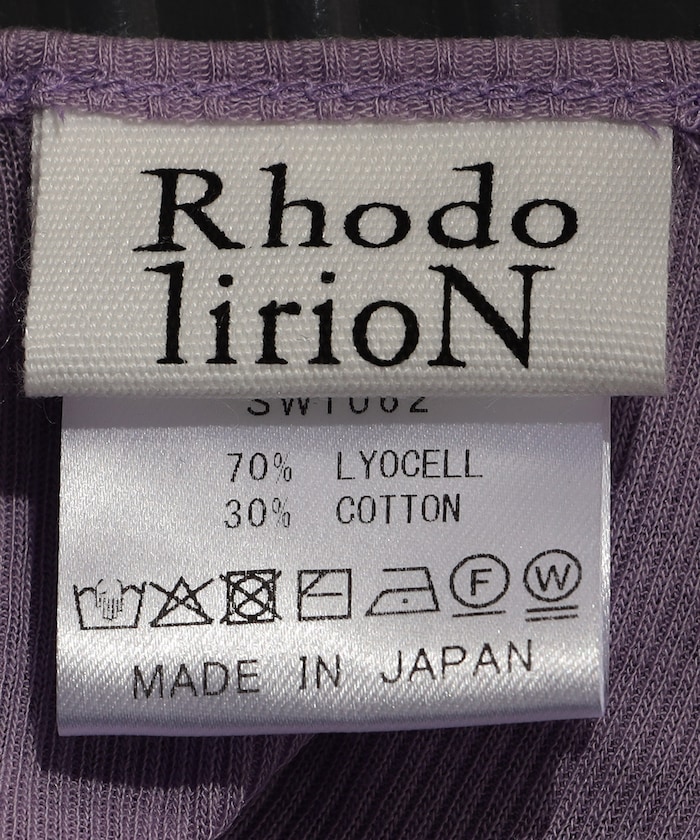 Rhodo
lirioN
70% LYOCELL
30% COTTON
F W
MADE IN JAPAN